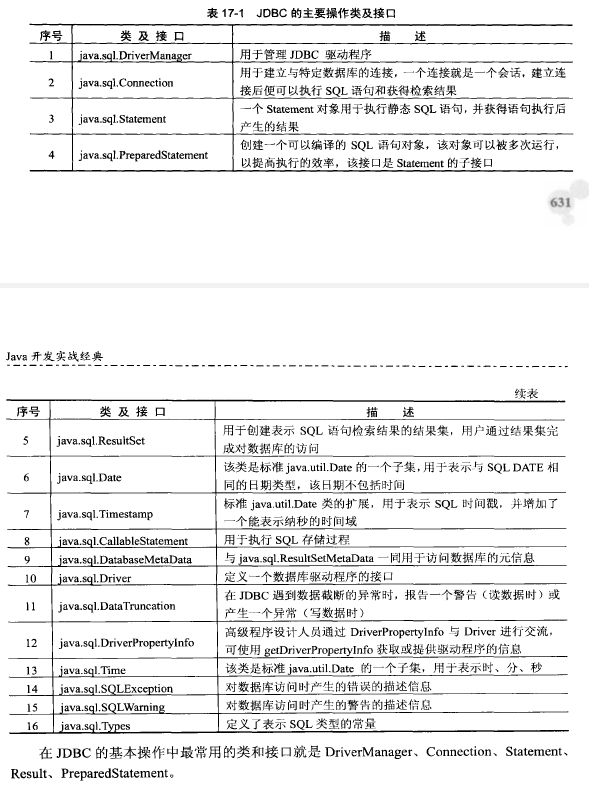 表 17-1 JDBC 的主要操作类及接口
序号 类 及 接 口 描 述
1 java.sql.DriverManager 用于管理 JDBC 驱动程序
2 java.sql.Connection 用于建立与特定数据库的连接，一个连接就是一个会话，建立连
接后便可以执行 SQL 语句和获得检索结果
3 java.sql.Statement 一个 Statement 对象用于执行静态 SQL 语句，并获得语句执行后
产生的结果
4 java.sql.PreparedStatement 创建一个可以编译的 SQL 语句对象，该对象可以被多次运行，
以提高执行的效率，该接口是 Statement 的子接口
631
Java 开发实战经典
续表
序号 类 及 接 口 描 述
5 java.sql.ResultSet 用于创建表示 SQL 语句检索结果的结果集，用户通过结果集完
成对数据库的访问
6 java.sql.Date 该类是标准 java.util.Date 的一个子集，用于表示与 SQL DATE 相
同的日期类型，该日期不包括时间
7 java.sql.Timestamp 标准 java.util.Date 类的扩展，用于表示 SQL 时间戳，并增加了
一个能表示纳秒的时间域
8 java.sql.CallableStatement 用于执行 SQL 存储过程
9 java.sql.DatabaseMetaData 与 java.sql.ResultSetMetaData 一同用于访问数据库的元信息
10 java.sql.Driver 定义一个数据库驱动程序的接口
11 java.sql.DataTruncation 在 JDBC 遇到数据截断的异常时，报告一个警告（读数据时）或
产生一个异常（写数据时）
12 java.sql.DriverPropertyInfo 高级程序设计人员通过 DriverPropertyInfo 与 Driver 进行交流，
可使用 getDriverPropertyInfo 获取或提供驱动程序的信息
13 java.sql.Time 该类是标准 java.util.Date 的一个子集，用于表示时、分、秒
14 java.sql.SQLException 对数据库访问时产生的错误的描述信息
15 java.sql.SQLWarning 对数据库访问时产生的警告的描述信息
16 java.sql.Types 定义了表示 SQL 类型的常量
在 JDBC 的基本操作中最常用的类和接口就是 DriverManager、Connection、Statement、
Result、PreparedStatement。